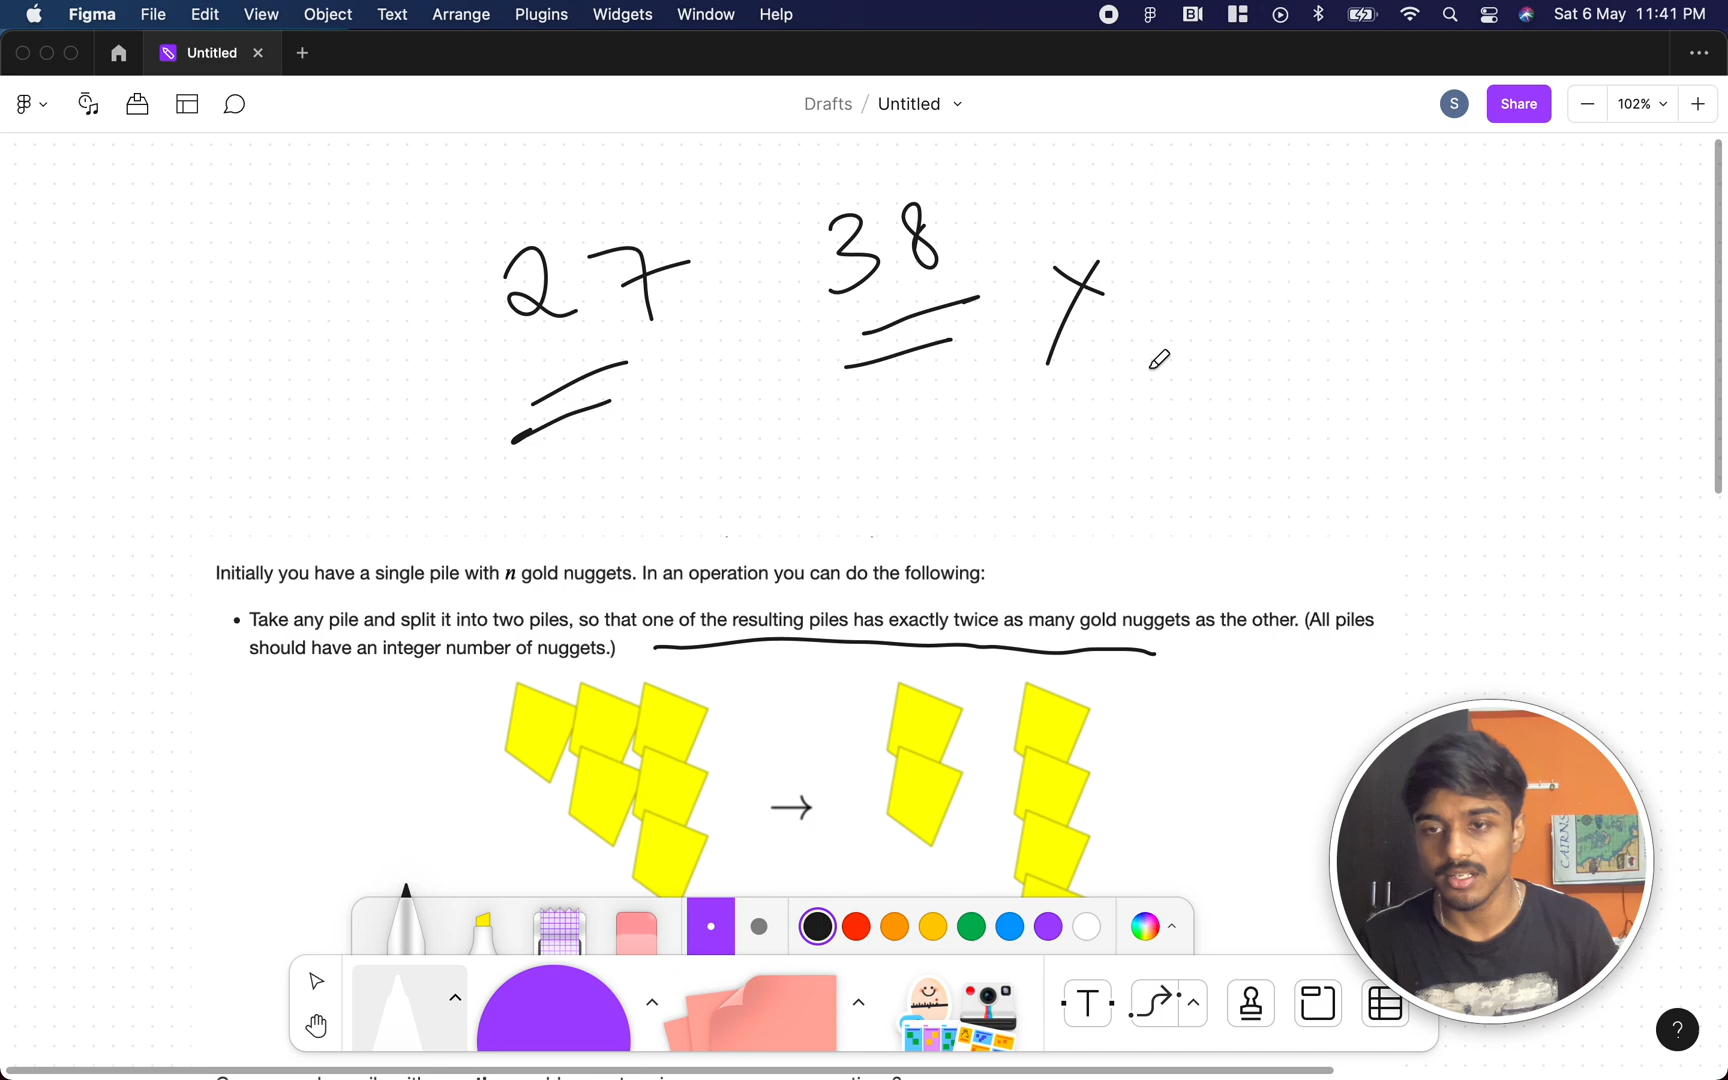 Figma File Edit View Object Text Arrange Plugins Widgets Window Help Sat 6 May 11:41 PM
Untitled
Drafts / Untitled S Share 102%
27 38 X
Initially you have a single pile with n gold nuggets. In an operation you can do the following:
• Take any pile and split it into two piles, so that one of the resulting piles has exactly twice as many gold nuggets as the other. (All piles
should have an integer number of nuggets.)
CAIRNS
T
?